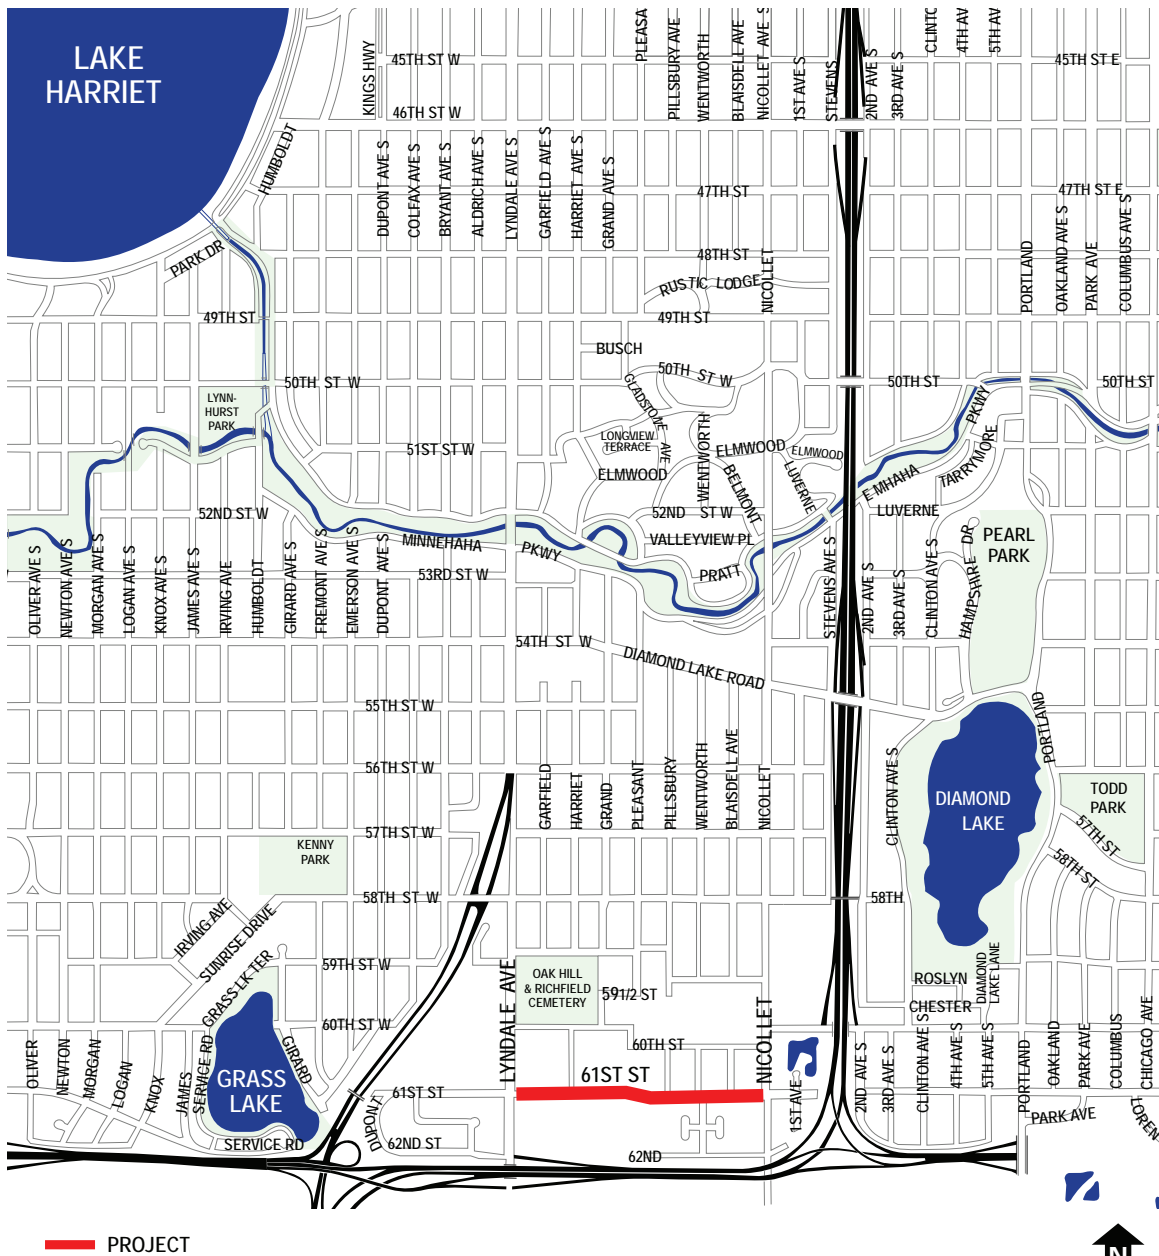 LAKE
HARRIET
KINGS HWY
45TH ST W
46TH ST W
PLEASA
PILLSBURY AVE
WENTWORTH
BLAISDELL AVE
NICOLLET AVE S
1ST AVE S
STEVENS
2ND AVE S
3RD AVE S
CLINTO
4TH AV
5TH AV
45TH ST E
HUMBOLDT
DUPONT AVE S
COLFAX AVE S
BRYANT AVE S
ALDRICH AVE S
LYNDALE AVE S
GARFIELD AVE S
HARRIET AVE S
GRAND AVE S
47TH ST
47TH ST E
PARK DR
48TH ST
RUSTIC LODGE
NICOLLET
PORTLAND
OAKLAND AVE S
PARK AVE
COLUMBUS AVE S
49TH ST
49TH ST
BUSCH
50TH ST W
50TH ST W
50TH ST
50TH ST
LYNN-
HURST
PARK
GLADSTONE AVE
LONGVIEW
TERRACE
WENTWORTH
ELMWOOD
ELMWOOD
ELMWOOD
BELMONT
LUVERNE
PKWY
TARRYMORE
E MHAHA
LUVERNE
51ST ST W
52ND ST W
52ND ST W
VALLEYVIEW PL
PRATT
MINNEHAHA
PKWY
53RD ST W
HAMPSHIRE DR
PEARL
PARK
OLIVER AVE S
NEWTON AVE S
MORGAN AVE S
LOGAN AVE S
KNOX AVE S
JAMES AVE S
IRVING AVE
HUMBOLDT
GIRARD AVE S
FREMONT AVE S
EMERSON AVE S
DUPONT AVE S
STEVENS AVE S
2ND AVE S
3RD AVE S
CLINTON AVE S
54TH ST W
DIAMOND LAKE ROAD
55TH ST W
PORTLAND
56TH ST W
GARFIELD
HARRIET
GRAND
PLEASANT
PILLSBURY
WENTWORTH
BLAISDELL AVE
NICOLLET
CLINTON AVE S
DIAMOND
LAKE
TODD
PARK
57TH ST W
57TH ST
58TH ST
KENNY
PARK
58TH ST W
58TH
IRVING AVE
SUNRISE DRIVE
GRASS LK TER
59TH ST W
LYNDALE AVE
OAK HILL
& RICHFIELD
CEMETERY
591/2 ST
ROSLYN
CHESTER
DIAMOND
LAKE LANE
60TH ST W
60TH ST
NICOLLET
OLIVER
NEWTON
MORGAN
LOGAN
KNOX
JAMES
SERVICE RD
GRASS
LAKE
GIRARD
61ST ST
61ST ST
DUPONT
1ST AVE
2ND AVE S
3RD AVE S
CLINTON AVE S
4TH AVE S
5TH AVE S
PORTLAND
OAKLAND
PARK AVE
COLUMBUS
CHICAGO AVE
PARK AVE
LOREN
SERVICE RD
62ND ST
62ND
PROJECT
N